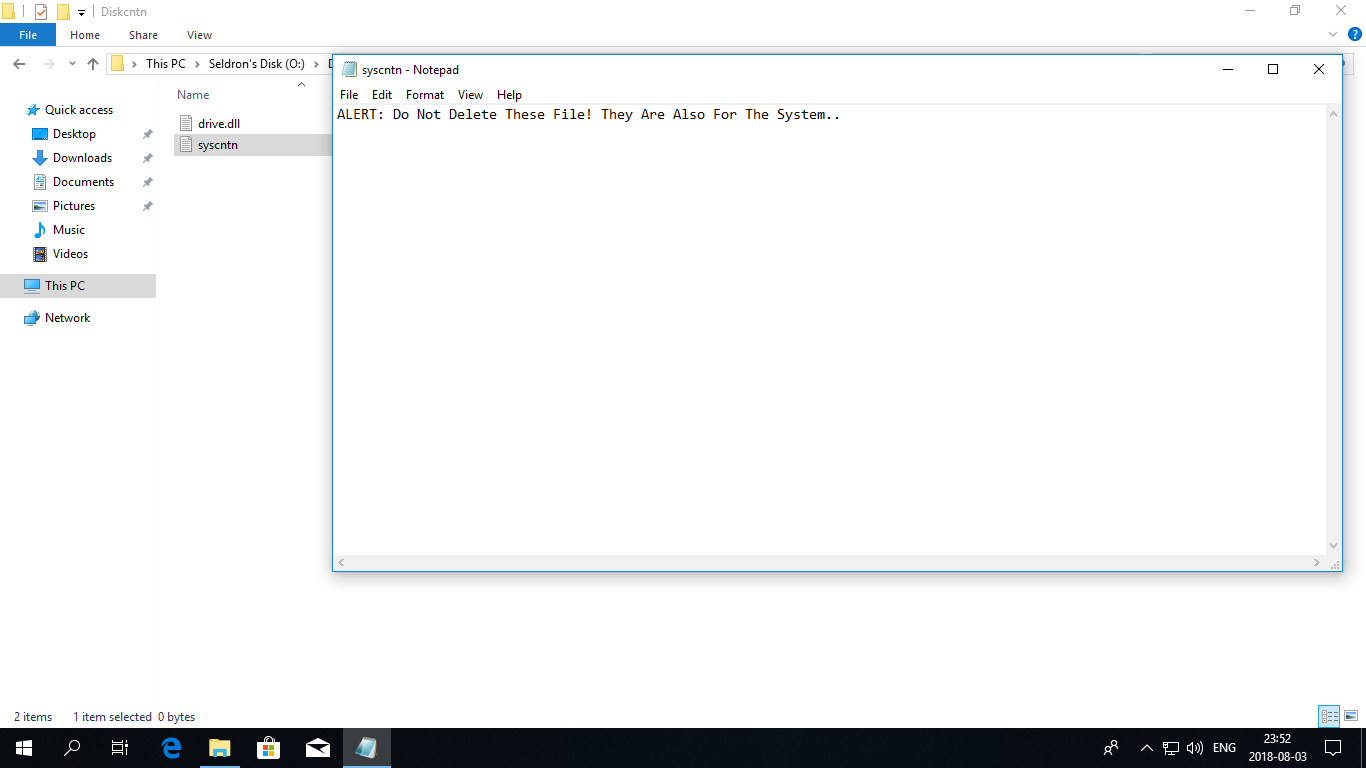 Diskcntn
File Home Share View
This PC Seldron's Disk (O:)
Quick access
Desktop
Downloads
Documents
Pictures
Music
Videos
This PC
Network
Name
drive.dll
syscntn
syscntn - Notepad
File Edit Format View Help
ALERT: Do Not Delete These File! They Are Also For The System..
2 items 1 item selected 0 bytes
ENG
23:52
2018-08-03